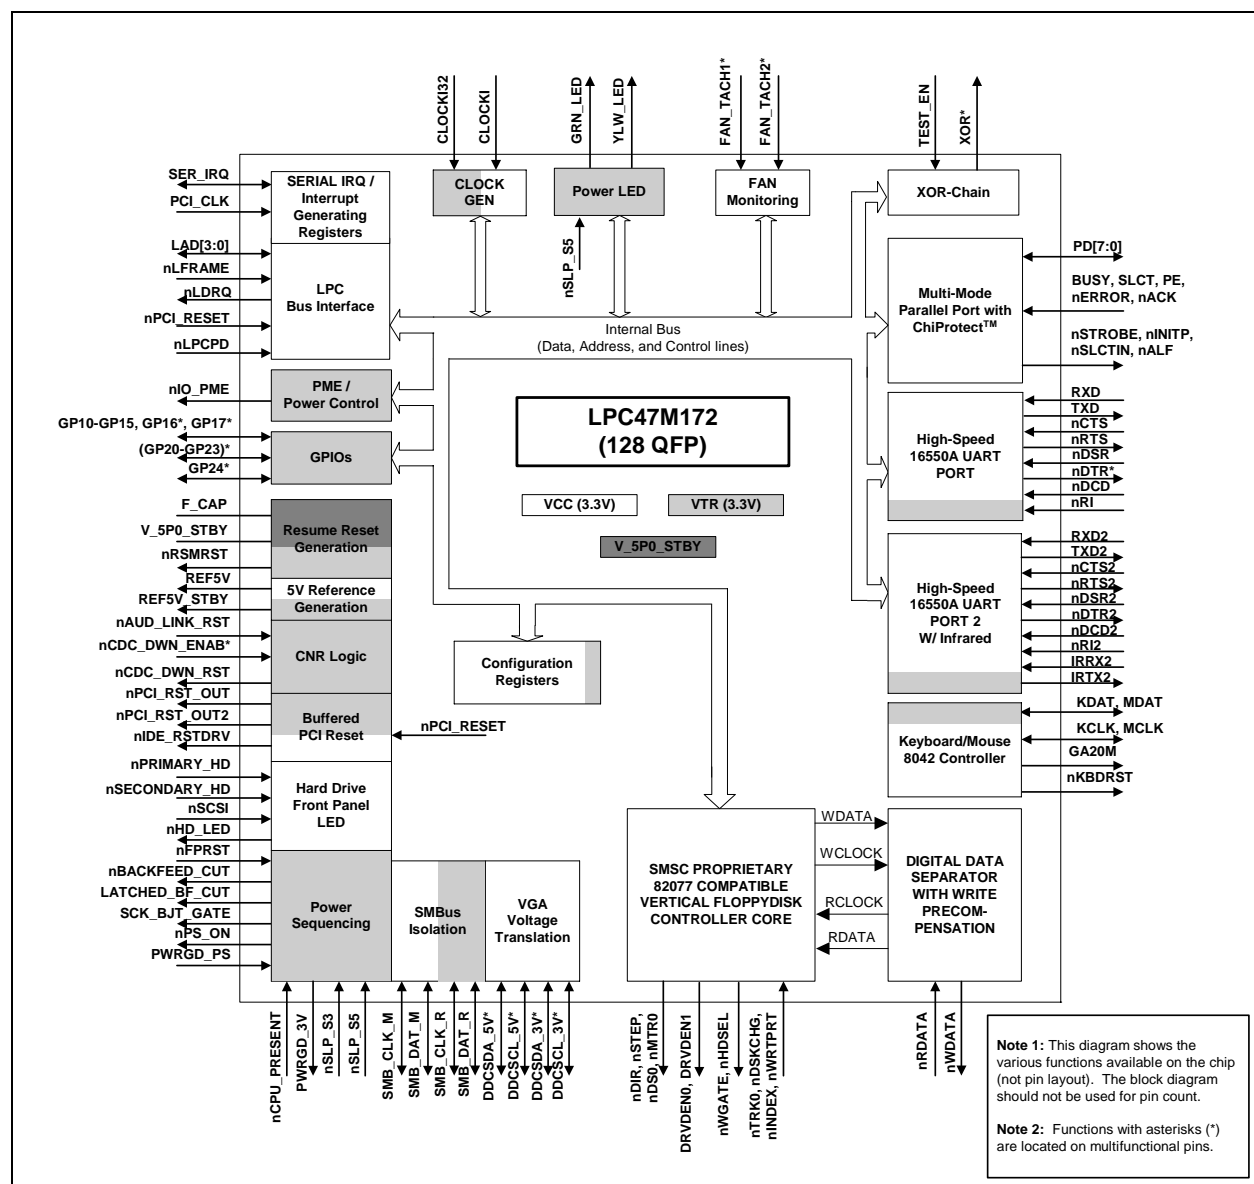 CLOCKI32
CLOCKI
GRN_LED
YLW_LED
FAN_TACH1*
FAN_TACH2*
TEST_EN
XOR*
SER_IRQ
PCI_CLK
LAD[3:0]
nLFRAME
nLDRQ
nPCI_RESET
nLPCPD
nIO_PME
GP10-GP15, GP16*, GP17*
(GP20-GP23)*
GP24*
F_CAP
V_5P0_STBY
nRSMRST
REF5V
REF5V_STBY
nAUD_LINK_RST
nCDC_DWN_ENAB*
nCDC_DWN_RST
nPCI_RST_OUT
nPCI_RST_OUT2
nIDE_RSTDRV
nPRIMARY_HD
nSECONDARY_HD
nSCSI
nHD_LED
nFPRST
nBACKFEED_CUT
LATCHED_BF_CUT
SCK_BJT_GATE
nPS_ON
PWRGD_PS
SERIAL IRQ /
Interrupt
Generating
Registers
LPC
Bus Interface
PME /
Power Control
GPIOs
Resume Reset
Generation
5V Reference
Generation
CNR Logic
Buffered
PCI Reset
nPCI_RESET
Hard Drive
Front Panel
LED
Power
Sequencing
SMBus
Isolation
VGA
Voltage
Translation
CLOCK
GEN
Power LED
nSLP_S5
FAN
Monitoring
XOR-Chain
Internal Bus
(Data, Address, and Control lines)
LPC47M172
(128 QFP)
VCC (3.3V)
VTR (3.3V)
V_5P0_STBY
Configuration
Registers
Multi-Mode
Parallel Port with
ChiProtect™
PD[7:0]
BUSY, SLCT, PE,
nERROR, nACK
nSTROBE, nINITP,
nSLCTIN, nALF
High-Speed
16550A UART
PORT
RXD
TXD
nCTS
nRTS
nDSR
nDTR*
nDCD
nRI
High-Speed
16550A UART
PORT 2
W/ Infrared
RXD2
TXD2
nCTS2
nRTS2
nDSR2
nDTR2
nDCD2
nRI2
IRRX2
IRTX2
Keyboard/Mouse
8042 Controller
KDAT, MDAT
KCLK, MCLK
GA20M
nKBDRST
SMSC PROPRIETARY
82077 COMPATIBLE
VERTICAL FLOPPYDISK
CONTROLLER CORE
WDATA
WCLOCK
RCLOCK
RDATA
DIGITAL DATA
SEPARATOR
WITH WRITE
PRECOM-
PENSATION
nCPU_PRESENT
PWRGD_3V
nSLP_S3
nSLP_S5
SMB_CLK_M
SMB_DAT_M
SMB_CLK_R
SMB_DAT_R
DDCSDA_5V*
DDCSCL_5V*
DDCSDA_3V*
DDCSCL_3V*
nDIR, nSTEP,
nDS0, nMTR0
DRVDEN0, DRVDEN1
nWGATE, nHDSEL
nTRK0, nDSKCHG,
nINDEX, nWRTPRT
nRDATA
nWDATA
Note 1: This diagram shows the
various functions available on the chip
(not pin layout). The block diagram
should not be used for pin count.
Note 2: Functions with asterisks (*)
are located on multifunctional pins.